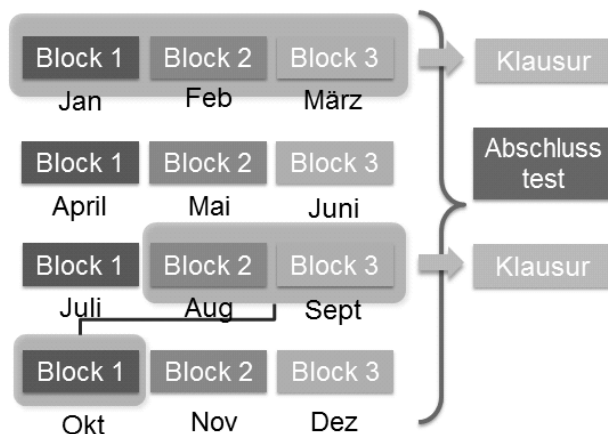 Block 1 Block 2 Block 3 Klausur
Jan Feb März
Block 1 Block 2 Block 3 Abschluss
test
April Mai Juni
Block 1 Block 2 Block 3 Klausur
Juli Aug Sept
Block 1 Block 2 Block 3
Okt Nov Dez